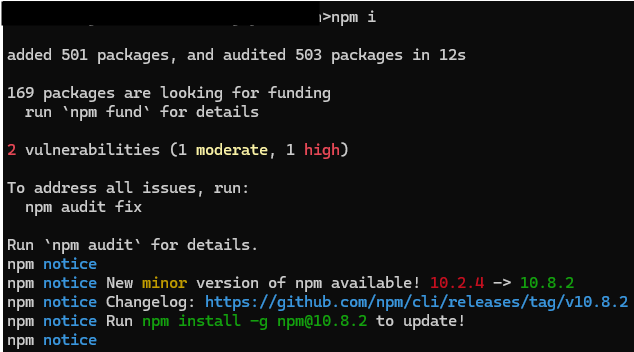 >npm i
added 501 packages, and audited 503 packages in 12s
169 packages are looking for funding
run `npm fund` for details
2 vulnerabilities (1 moderate, 1 high)
To address all issues, run:
npm audit fix
Run `npm audit` for details.
npm notice
npm notice New minor version of npm available! 10.2.4 -> 10.8.2
npm notice Changelog: https://github.com/npm/cli/releases/tag/v10.8.2
npm notice Run npm install -g npm@10.8.2 to update!
npm notice